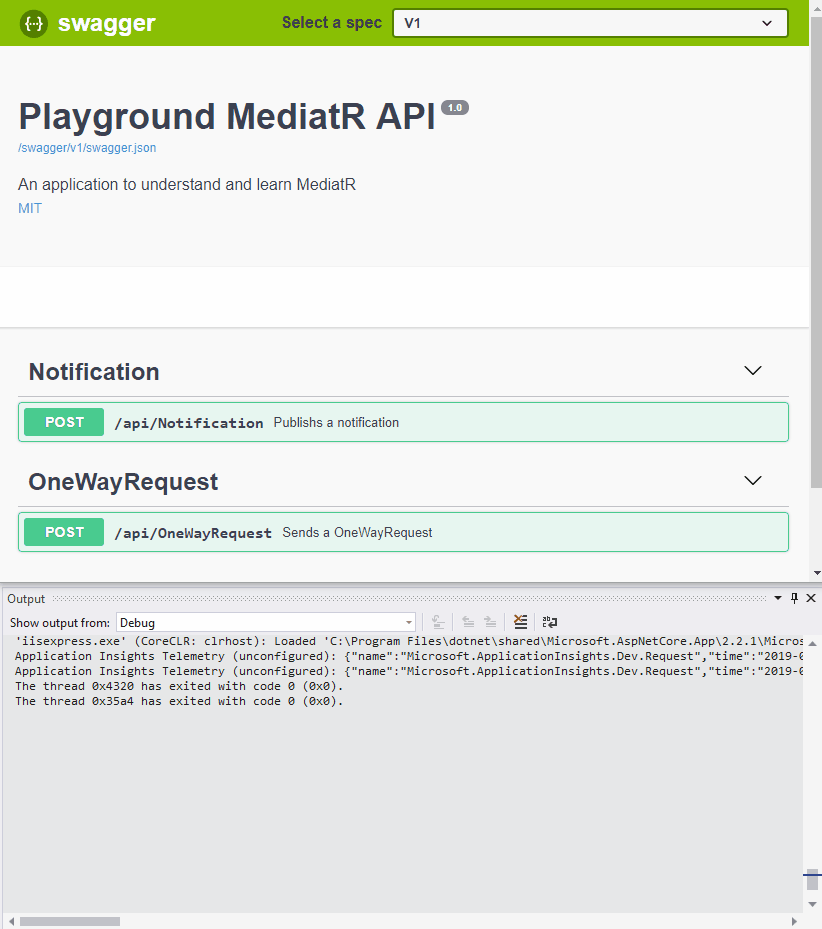 {··} swagger Select a spec V1
Playground MediatR API 1.0
/swagger/v1/swagger.json
An application to understand and learn MediatR
MIT
Notification
POST /api/Notification Publishs a notification
OneWayRequest
POST /api/OneWayRequest Sends a OneWayRequest
Output
Show output from: Debug
'iisexpress.exe' (CoreCLR: clrhost): Loaded 'C:\Program Files\dotnet\shared\Microsoft.AspNetCore.App\2.2.1\Micros
Application Insights Telemetry (unconfigured): {"name":"Microsoft.ApplicationInsights.Dev.Request","time":"2019-0
Application Insights Telemetry (unconfigured): {"name":"Microsoft.ApplicationInsights.Dev.Request","time":"2019-0
The thread 0x4320 has exited with code 0 (0x0).
The thread 0x35a4 has exited with code 0 (0x0).